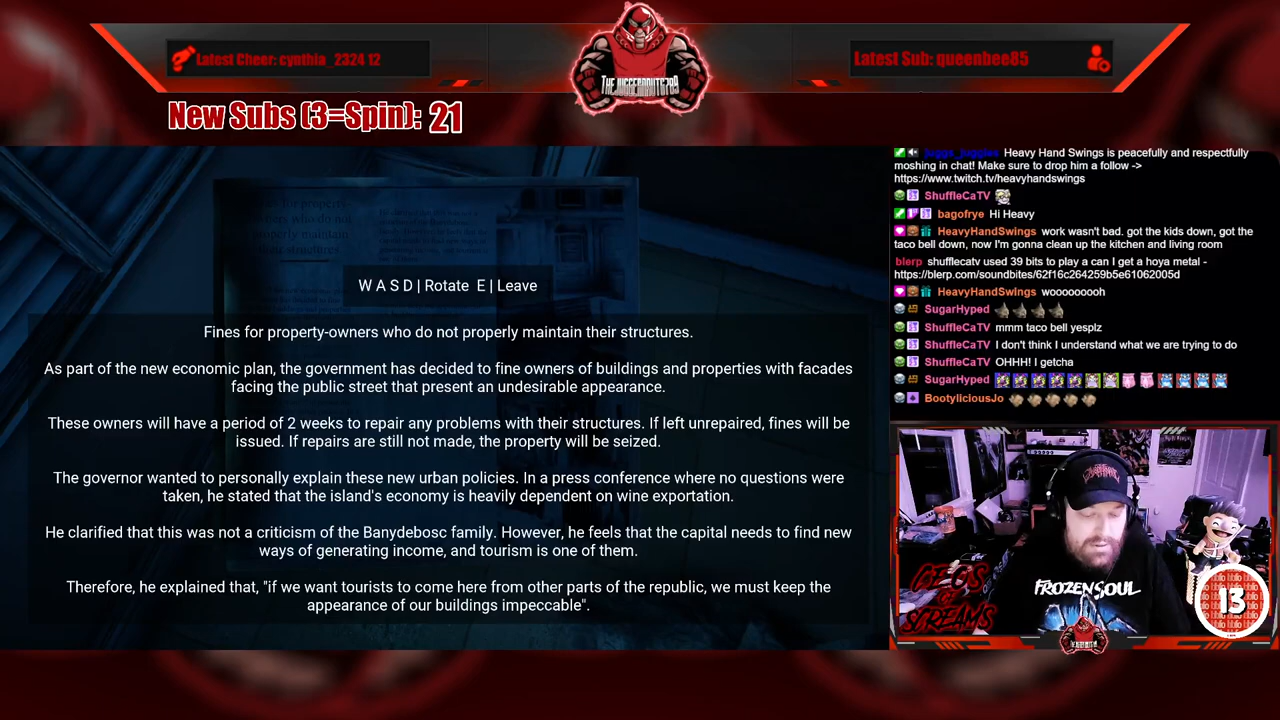 Latest Cheer: cynthia_2324 12
THEJUGGERNAUT6789
Latest Sub: queenbee85
New Subs (3=Spin): 21
W A S D | Rotate E | Leave
Fines for property-owners who do not properly maintain their structures.
As part of the new economic plan, the government has decided to fine owners of buildings and properties with facades
facing the public street that present an undesirable appearance.
These owners will have a period of 2 weeks to repair any problems with their structures. If left unrepaired, fines will be
issued. If repairs are still not made, the property will be seized.
The governor wanted to personally explain these new urban policies. In a press conference where no questions were
taken, he stated that the island's economy is heavily dependent on wine exportation.
He clarified that this was not a criticism of the Banydebosc family. However, he feels that the capital needs to find new
ways of generating income, and tourism is one of them.
Therefore, he explained that, "if we want tourists to come here from other parts of the republic, we must keep the
appearance of our buildings impeccable".
Heavy Hand Swings is peacefully and respectfully
moshing in chat! Make sure to drop him a follow ->
https://www.twitch.tv/heavyhandswings
ShuffleCaTV
bagofrye Hi Heavy
HeavyHandSwings work wasn't bad. got the kids down, got the
taco bell down, now I'm gonna clean up the kitchen and living room
blerp shufflecatv used 39 bits to play a can I get a hoya metal -
https://blerp.com/soundbites/62f16c264259b5e61062005d
HeavyHandSwings woooooooh
SugarHyped
ShuffleCaTV mmm taco bell yesplz
ShuffleCaTV I don't think I understand what we are trying to do
ShuffleCaTV OHHH! I getcha
SugarHyped
BootyliciousJo
FROZEN SOUL
SCREAMS
13